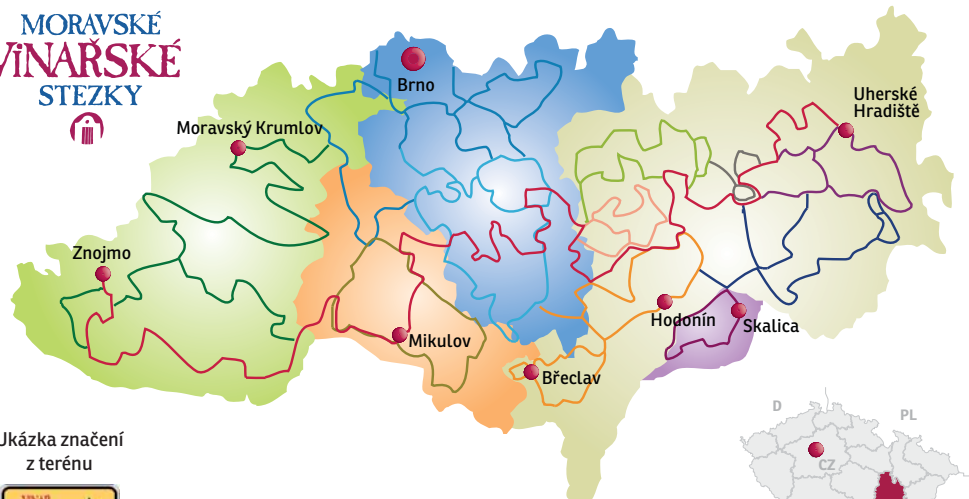 MORAVSKÉ
VINAŘSKÉ
STEZKY
Brno
Moravský Krumlov
Uherské
Hradiště
Znojmo
Mikulov
Břeclav
Hodonín
Skalica
D
PL
CZ
Ukázka značení
z terénu